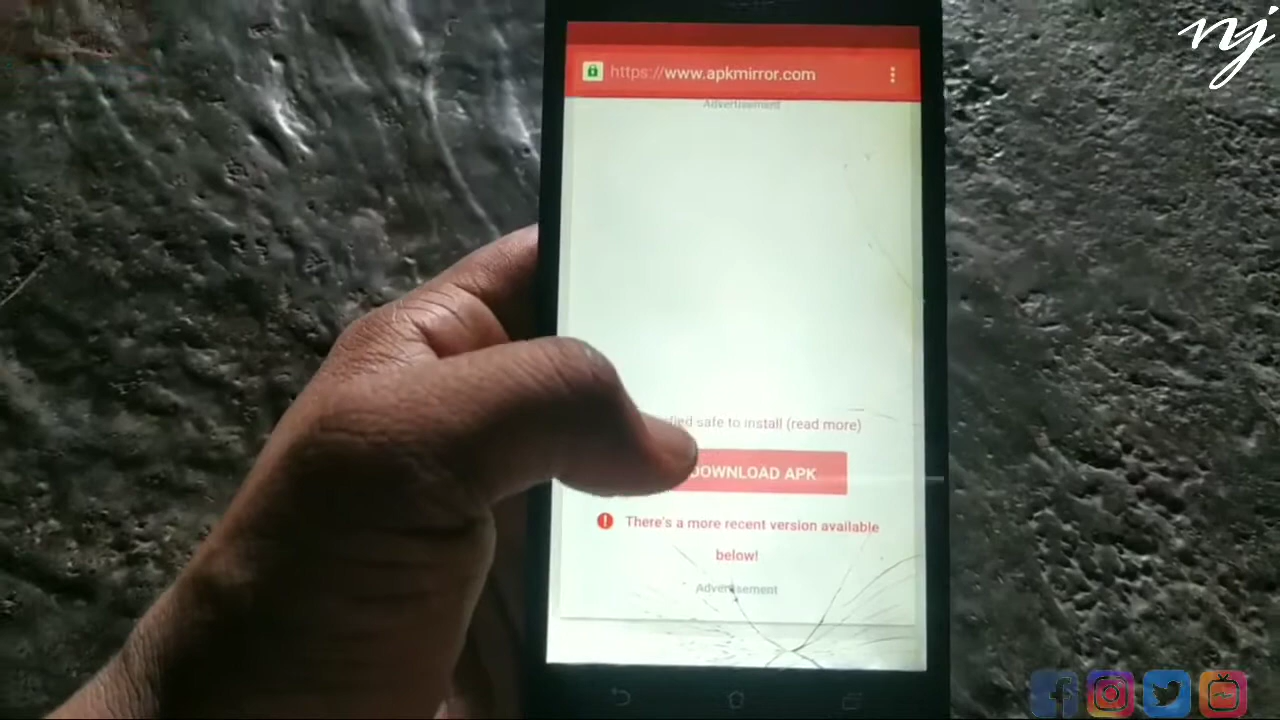 nj
https://www.apkmirror.com
Advertisement
safe to install (read more)
DOWNLOAD APK
There's a more recent version available
below!
Advertisement